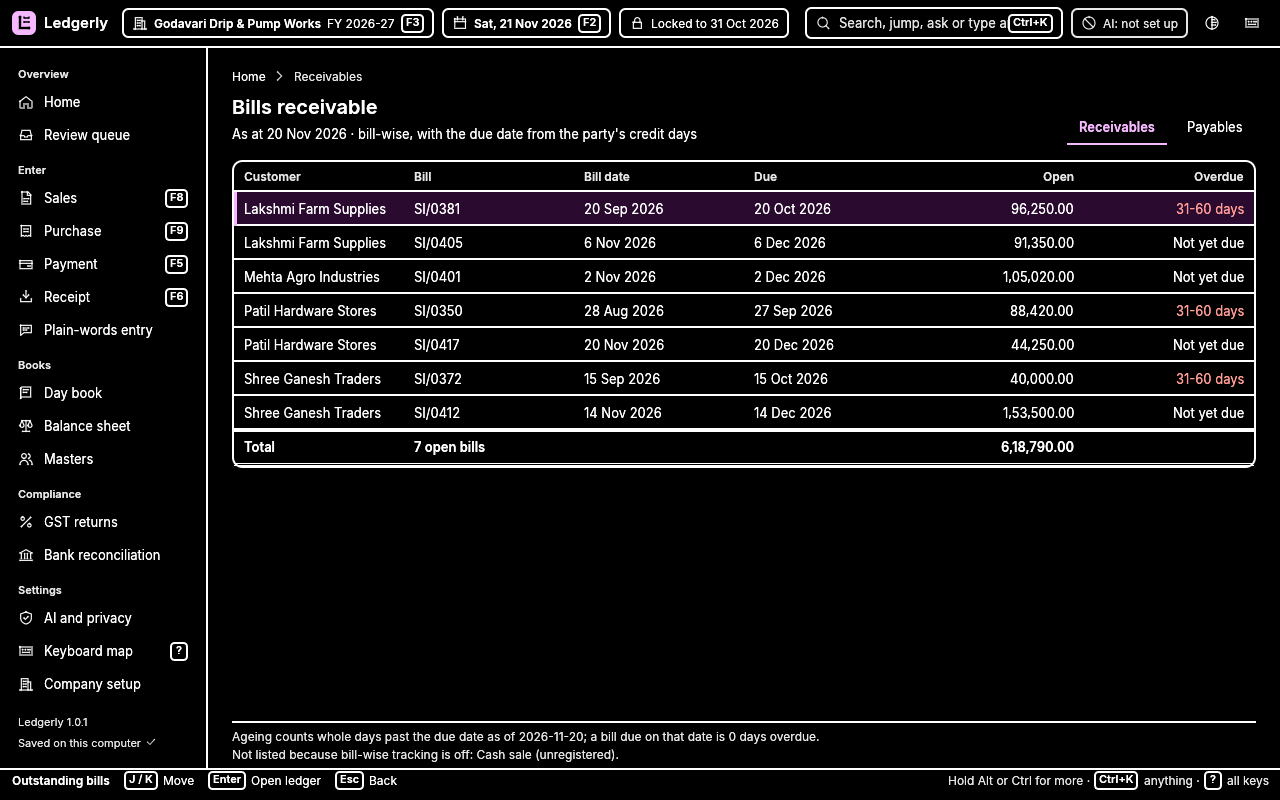 Ledgerly
Godavari Drip & Pump Works FY 2026-27 F3
Sat, 21 Nov 2026 F2
Locked to 31 Oct 2026
Search, jump, ask or type a Ctrl+K
AI: not set up
Overview
Home
Review queue
Enter
Sales F8
Purchase F9
Payment F5
Receipt F6
Plain-words entry
Books
Day book
Balance sheet
Masters
Compliance
GST returns
Bank reconciliation
Settings
AI and privacy
Keyboard map ?
Company setup
Ledgerly 1.0.1
Saved on this computer
Home Receivables
Bills receivable
As at 20 Nov 2026 · bill-wise, with the due date from the party's credit days
Receivables Payables
Customer Bill Bill date Due Open Overdue
Lakshmi Farm Supplies SI/0381 20 Sep 2026 20 Oct 2026 96,250.00 31-60 days
Lakshmi Farm Supplies SI/0405 6 Nov 2026 6 Dec 2026 91,350.00 Not yet due
Mehta Agro Industries SI/0401 2 Nov 2026 2 Dec 2026 1,05,020.00 Not yet due
Patil Hardware Stores SI/0350 28 Aug 2026 27 Sep 2026 88,420.00 31-60 days
Patil Hardware Stores SI/0417 20 Nov 2026 20 Dec 2026 44,250.00 Not yet due
Shree Ganesh Traders SI/0372 15 Sep 2026 15 Oct 2026 40,000.00 31-60 days
Shree Ganesh Traders SI/0412 14 Nov 2026 14 Dec 2026 1,53,500.00 Not yet due
Total 7 open bills 6,18,790.00
Ageing counts whole days past the due date as of 2026-11-20; a bill due on that date is 0 days overdue.
Not listed because bill-wise tracking is off: Cash sale (unregistered).
Outstanding bills J / K Move Enter Open ledger Esc Back
Hold Alt or Ctrl for more · Ctrl+K anything · ? all keys